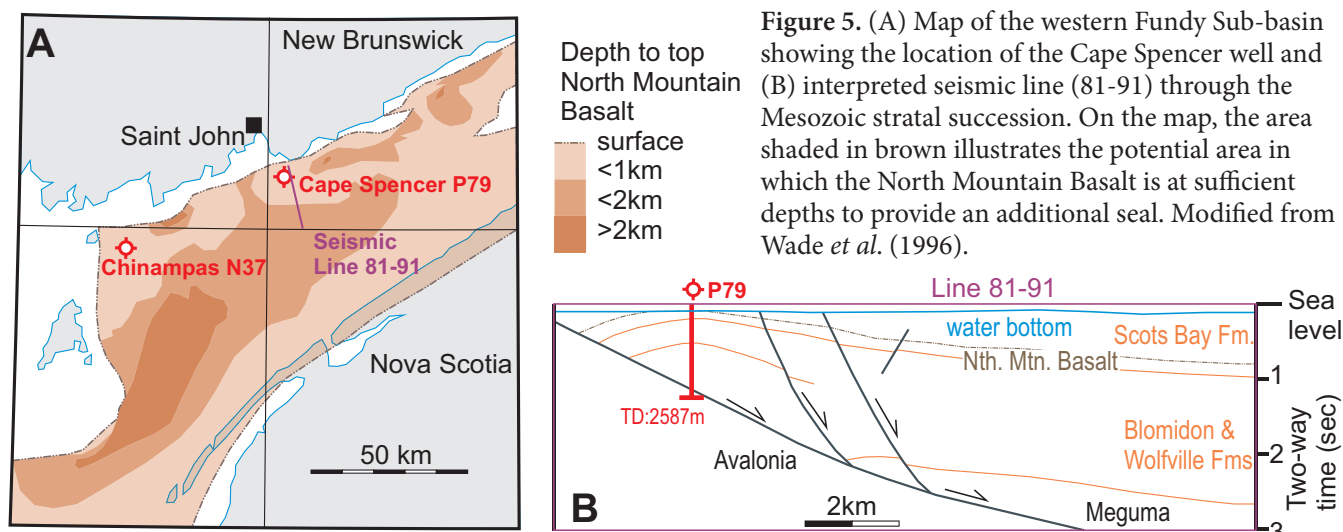 A
New Brunswick
Saint John
Cape Spencer P79
Seismic
Line 81-91
Chinampas N37
Nova Scotia
50 km
Depth to top
North Mountain
Basalt
surface
<1km
<2km
>2km
Figure 5. (A) Map of the western Fundy Sub-basin
showing the location of the Cape Spencer well and
(B) interpreted seismic line (81-91) through the
Mesozoic stratal succession. On the map, the area
shaded in brown illustrates the potential area in
which the North Mountain Basalt is at sufficient
depths to provide an additional seal. Modified from
Wade et al. (1996).
P79
Line 81-91
Sea
level
water bottom
Scots Bay Fm.
Nth. Mtn. Basalt
1
TD:2587m
Blomidon &
Wolfville Fms
Avalonia
2
Two-way
time (sec)
B
2km
Meguma
3